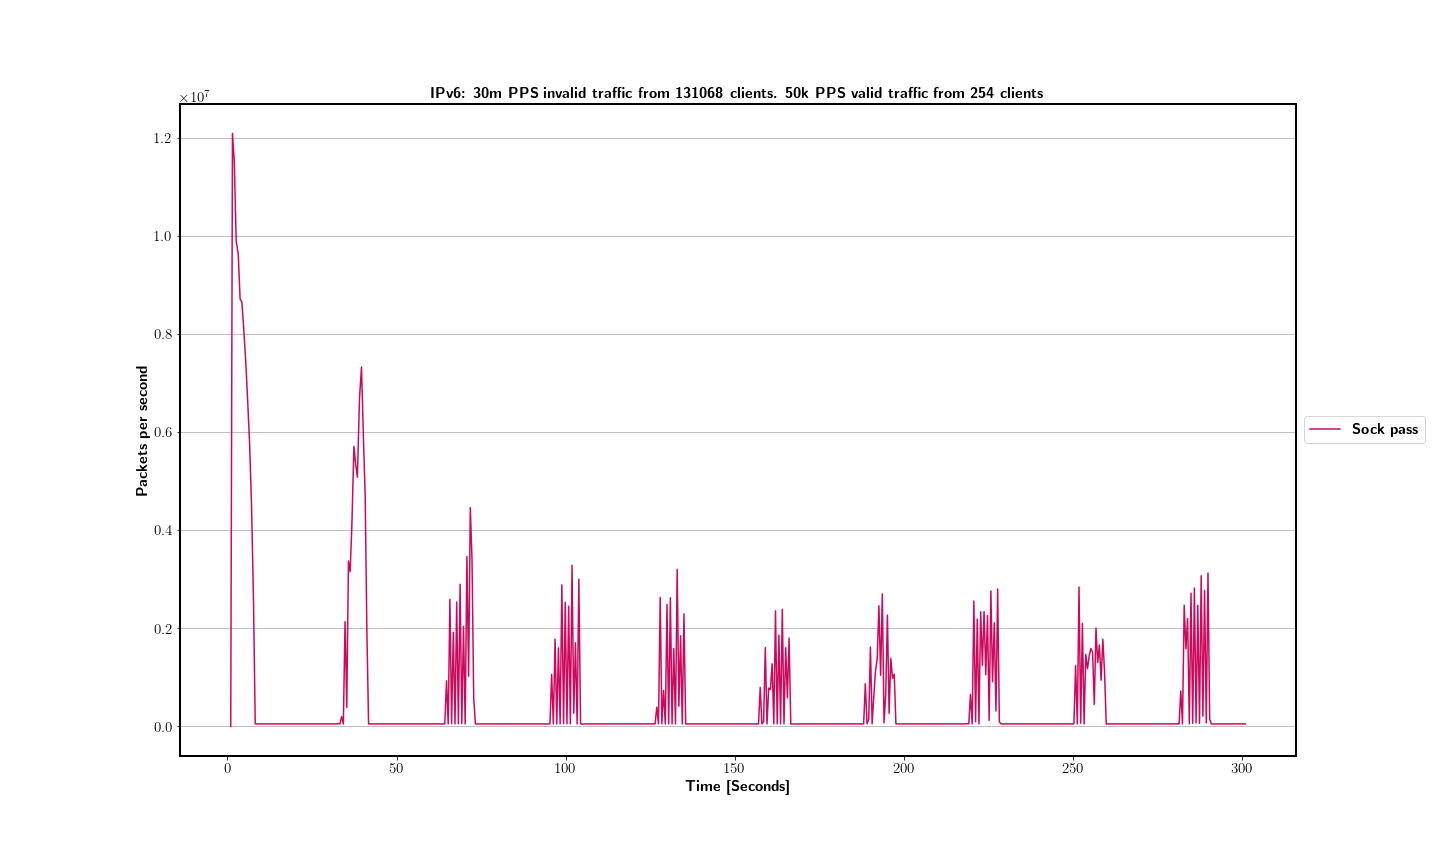 IPv6: 30m PPS invalid traffic from 131068 clients. 50k PPS valid traffic from 254 clients
×10⁷
1.2
1.0
0.8
0.6
0.4
0.2
0.0
Packets per second
0 50 100 150 200 250 300
Time [Seconds]
Sock pass